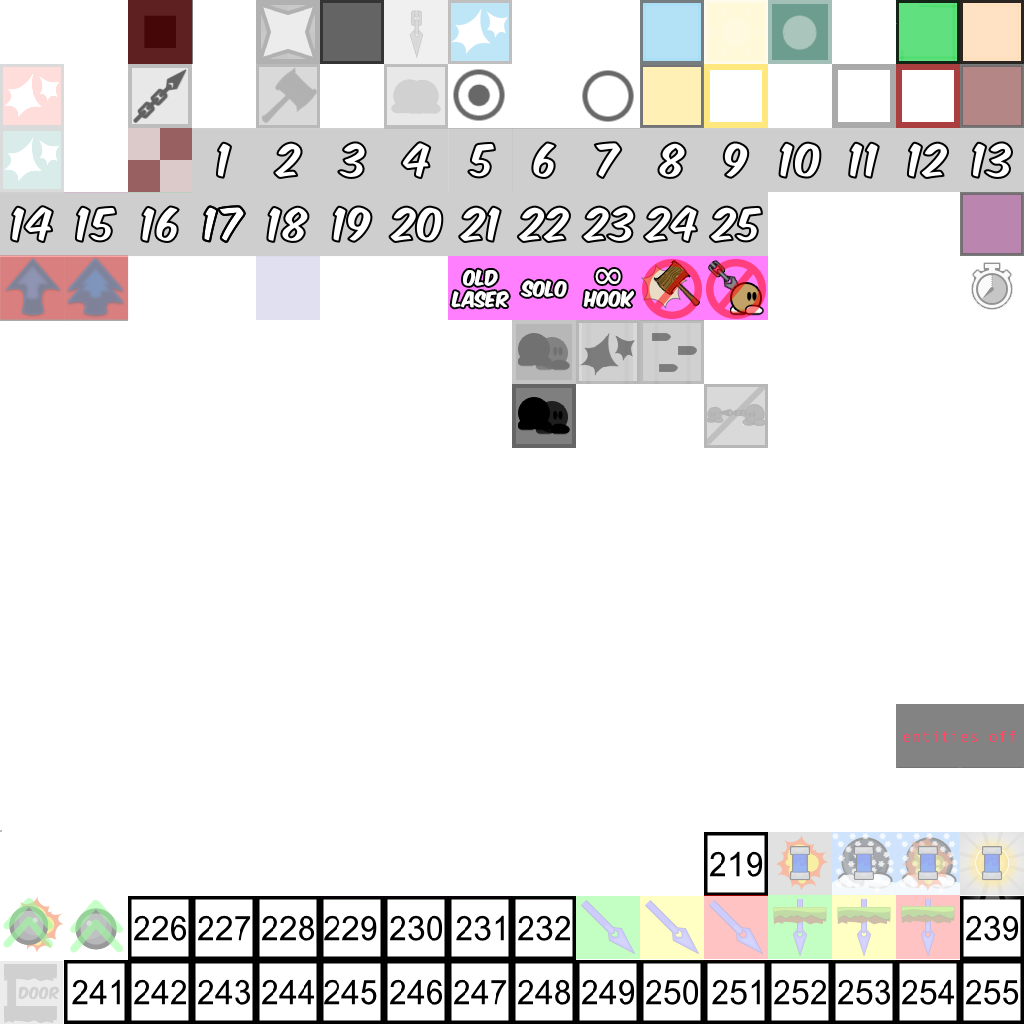 1 2 3 4 5 6 7 8 9 10 11 12 13
14 15 16 17 18 19 20 21 22 23 24 25
OLD LASER SOLO ∞ HOOK
entities off
219
226 227 228 229 230 231 232 239
DOOR 241 242 243 244 245 246 247 248 249 250 251 252 253 254 255